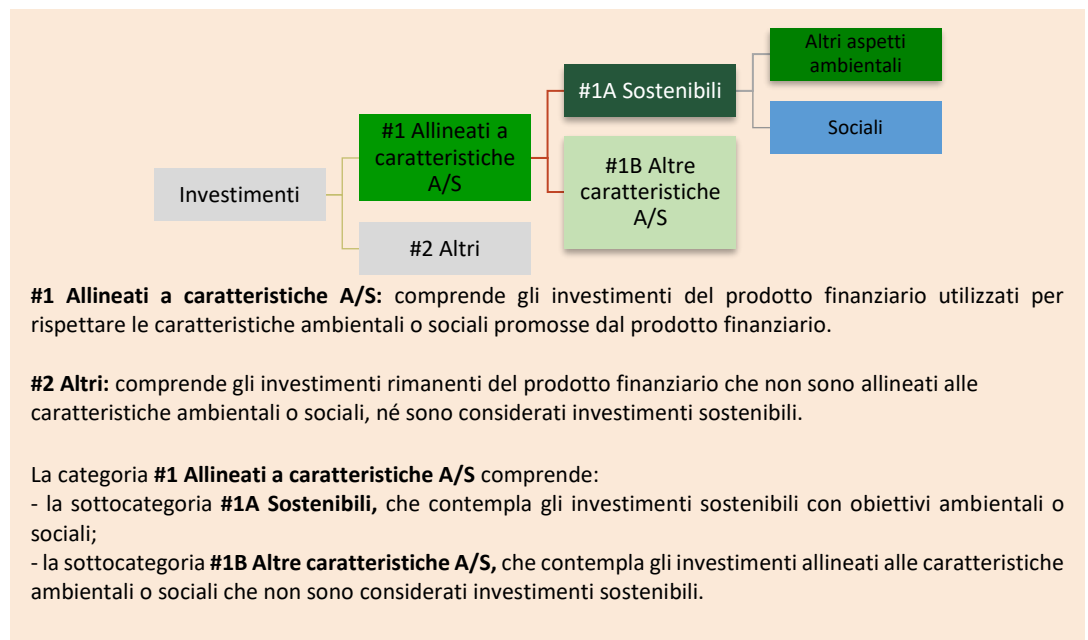 Altri aspetti
ambientali
#1A Sostenibili
#1 Allineati a
caratteristiche
A/S
Sociali
#1B Altre
caratteristiche
A/S
Investimenti
#2 Altri
#1 Allineati a caratteristiche A/S: comprende gli investimenti del prodotto finanziario utilizzati per
rispettare le caratteristiche ambientali o sociali promosse dal prodotto finanziario.
#2 Altri: comprende gli investimenti rimanenti del prodotto finanziario che non sono allineati alle
caratteristiche ambientali o sociali, né sono considerati investimenti sostenibili.
La categoria #1 Allineati a caratteristiche A/S comprende:
- la sottocategoria #1A Sostenibili, che contempla gli investimenti sostenibili con obiettivi ambientali o
sociali;
- la sottocategoria #1B Altre caratteristiche A/S, che contempla gli investimenti allineati alle caratteristiche
ambientali o sociali che non sono considerati investimenti sostenibili.